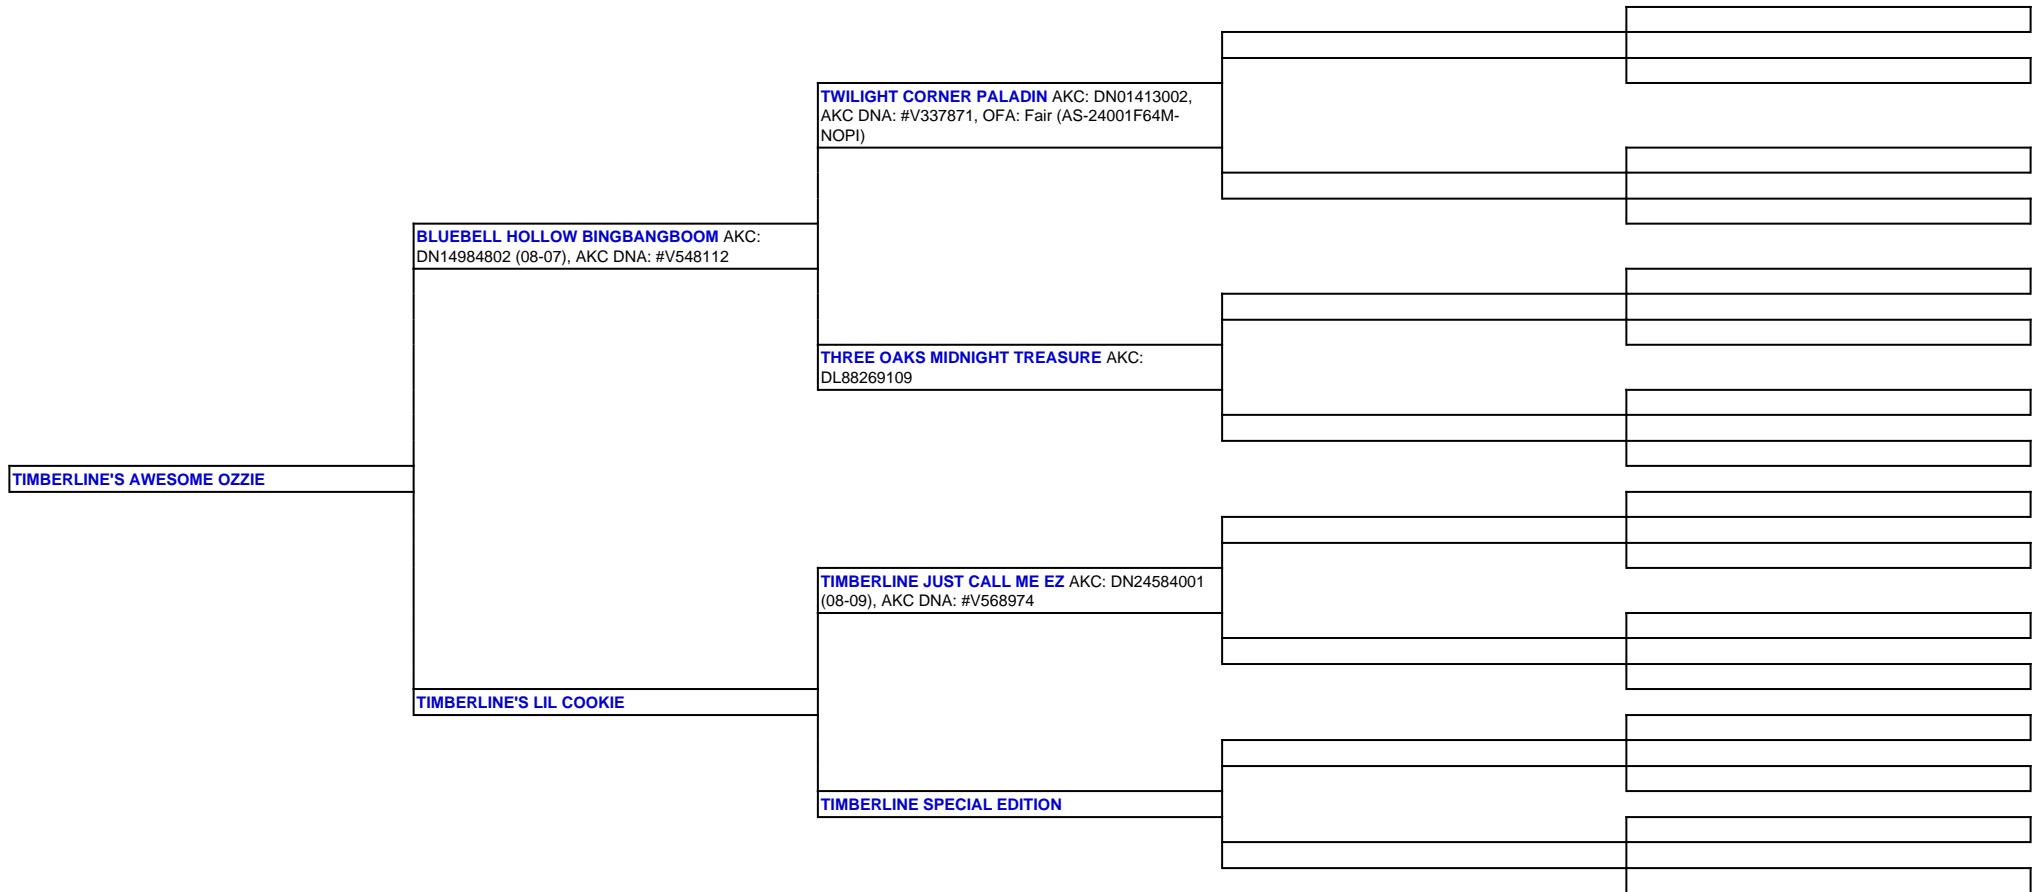 TWILIGHT CORNER PALADIN AKC: DN01413002,
AKC DNA: #V337871, OFA: Fair (AS-24001F64M-
NOPI)
BLUEBELL HOLLOW BINGBANGBOOM AKC:
DN14984802 (08-07), AKC DNA: #V548112
THREE OAKS MIDNIGHT TREASURE AKC:
DL88269109
TIMBERLINE'S AWESOME OZZIE
TIMBERLINE JUST CALL ME EZ AKC: DN24584001
(08-09), AKC DNA: #V568974
TIMBERLINE'S LIL COOKIE
TIMBERLINE SPECIAL EDITION